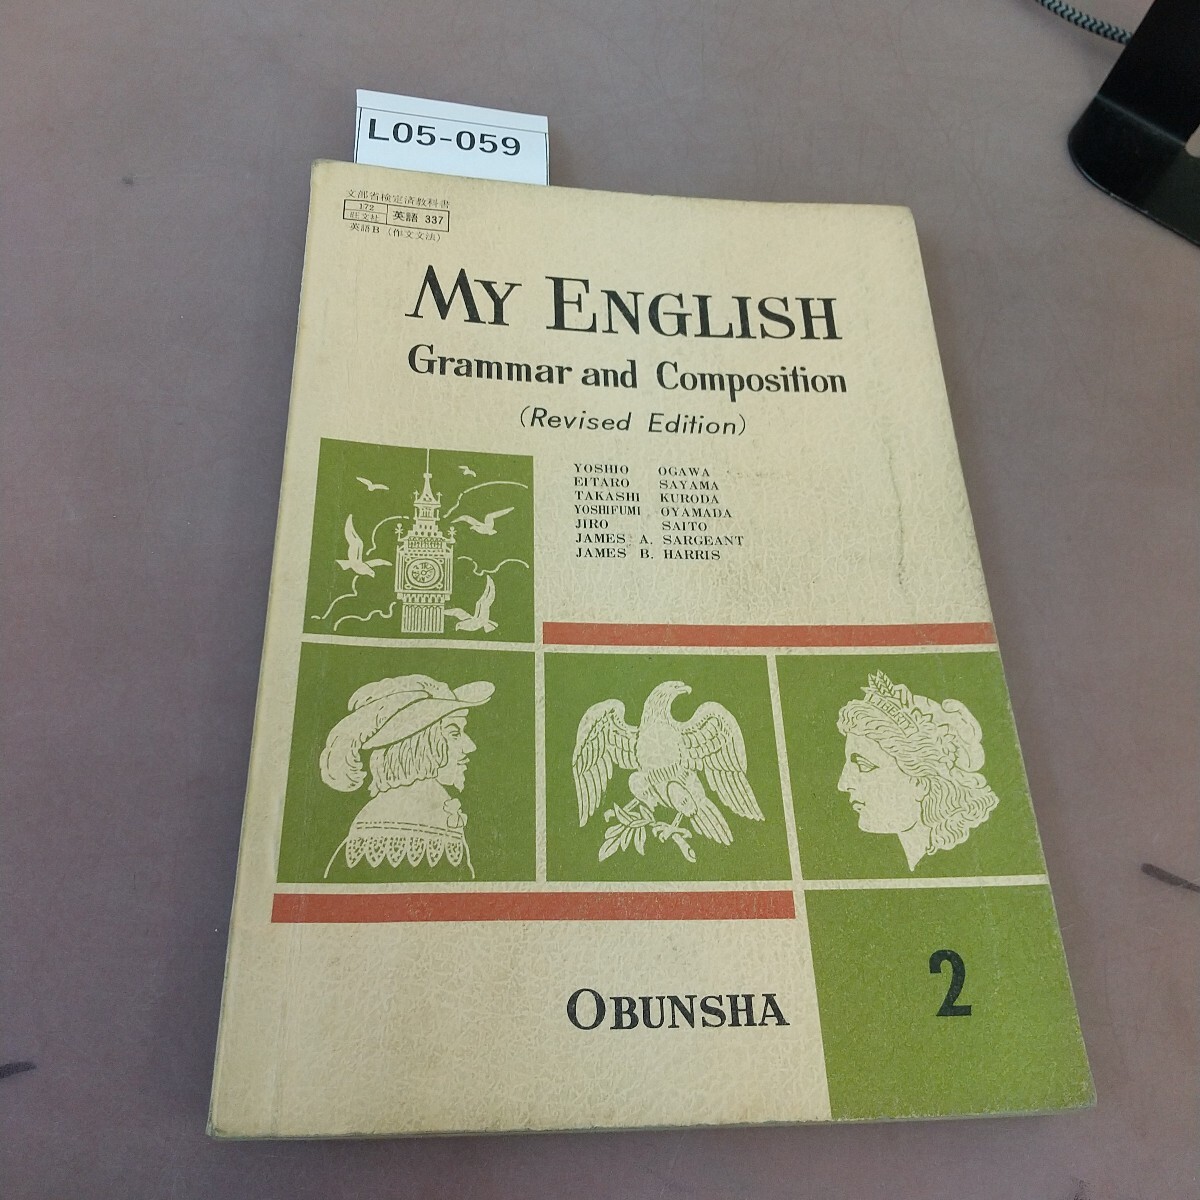 L05-059
文部省検定済教科書
172
旺文社
英語 337
英語B (作文文法)
MY ENGLISH
Grammar and Composition
(Revised Edition)
YOSHIO OGAWA
EITARO SAYAMA
TAKASHI KURODA
YOSHIFUMI OYAMADA
JIRO SAITO
JAMES A. SARGEANT
JAMES B. HARRIS
LIBERTY
OBUNSHA
2